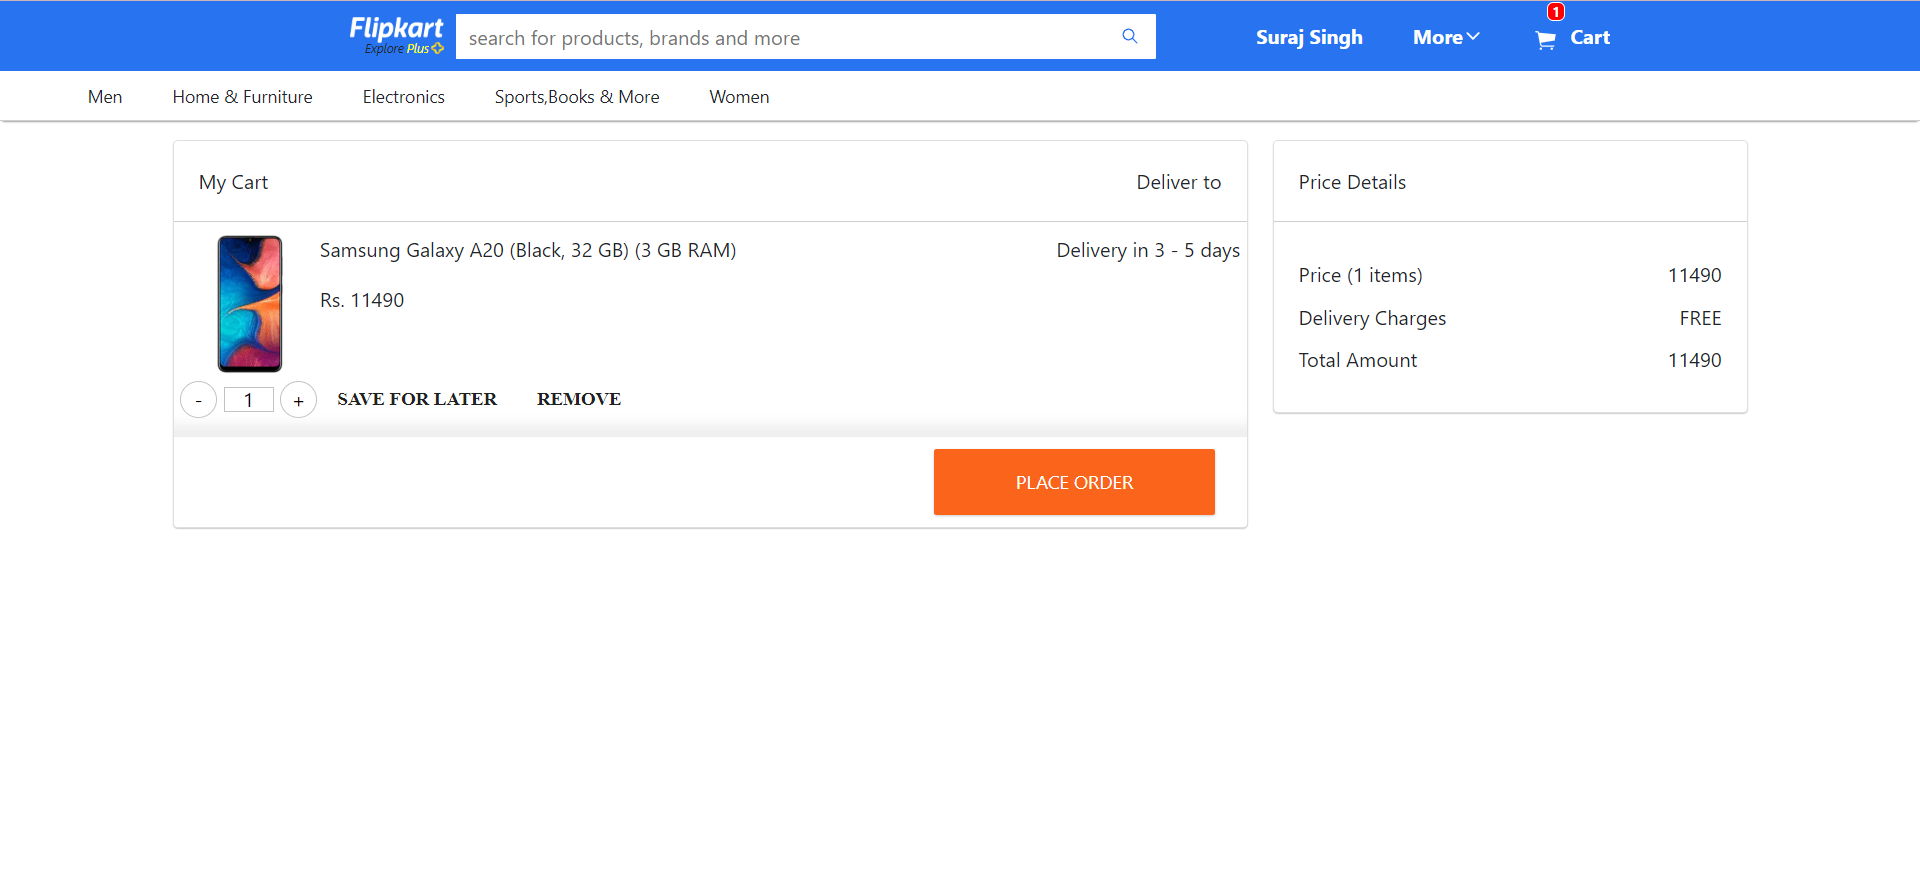 Flipkart
Explore Plus
search for products, brands and more
Suraj Singh
More
1
Cart
Men
Home & Furniture
Electronics
Sports,Books & More
Women
My Cart
Deliver to
Samsung Galaxy A20 (Black, 32 GB) (3 GB RAM)
Delivery in 3 - 5 days
Rs. 11490
- 1 +
SAVE FOR LATER
REMOVE
PLACE ORDER
Price Details
Price (1 items) 11490
Delivery Charges FREE
Total Amount 11490